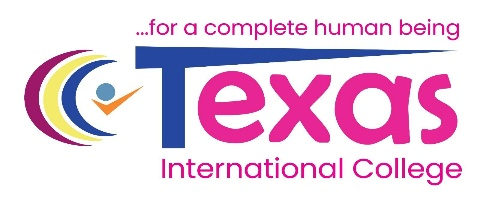 ...for a complete human being
Texas
International College